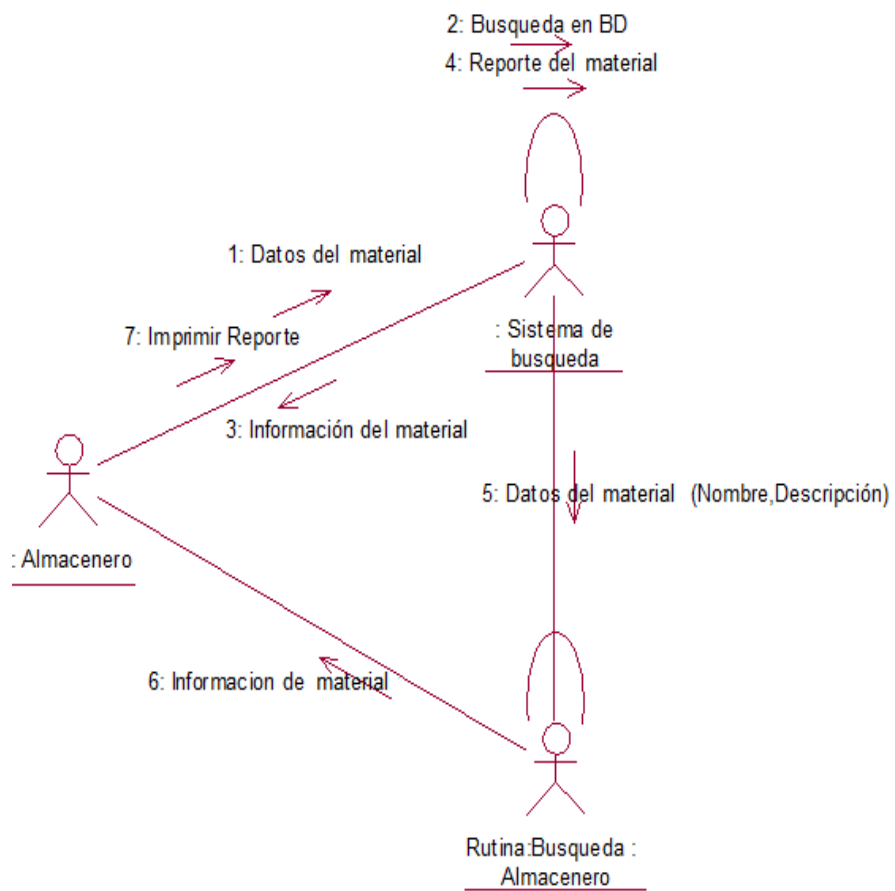 2: Busqueda en BD
4: Reporte del material
1: Datos del material
7: Imprimir Reporte
: Sistema de
busqueda
3: Información del material
5: Datos del material (Nombre,Descripción)
: Almacenero
6: Informacion de material
Rutina:Busqueda :
Almacenero